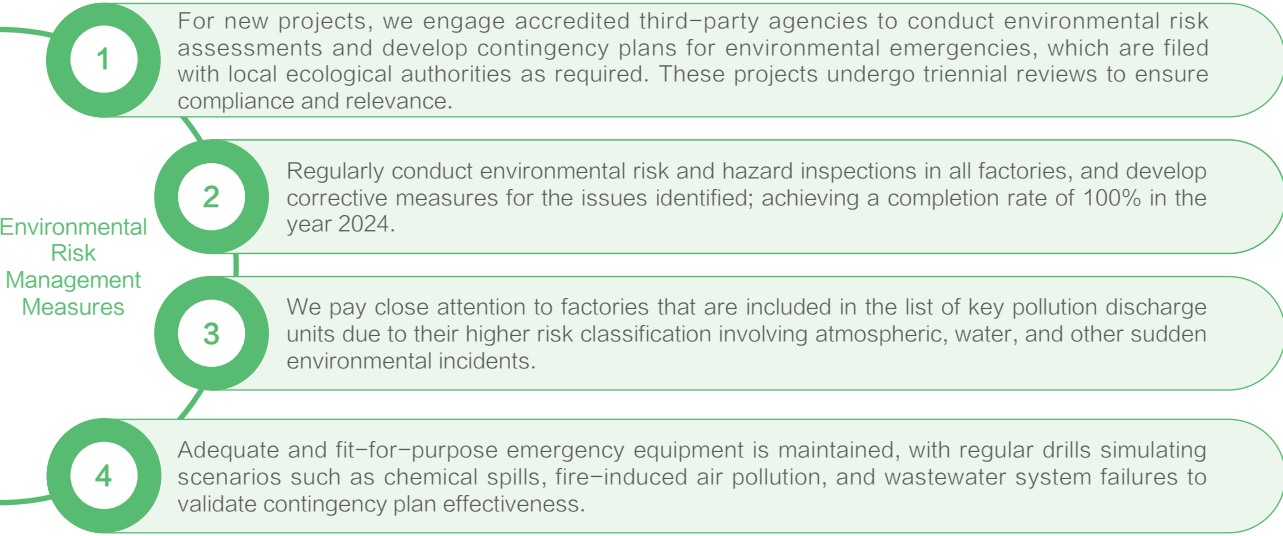 1
For new projects, we engage accredited third-party agencies to conduct environmental risk
assessments and develop contingency plans for environmental emergencies, which are filed
with local ecological authorities as required. These projects undergo triennial reviews to ensure
compliance and relevance.
2
Regularly conduct environmental risk and hazard inspections in all factories, and develop
corrective measures for the issues identified; achieving a completion rate of 100% in the
year 2024.
Environmental
Risk
Management
Measures
3
We pay close attention to factories that are included in the list of key pollution discharge
units due to their higher risk classification involving atmospheric, water, and other sudden
environmental incidents.
4
Adequate and fit-for-purpose emergency equipment is maintained, with regular drills simulating
scenarios such as chemical spills, fire-induced air pollution, and wastewater system failures to
validate contingency plan effectiveness.